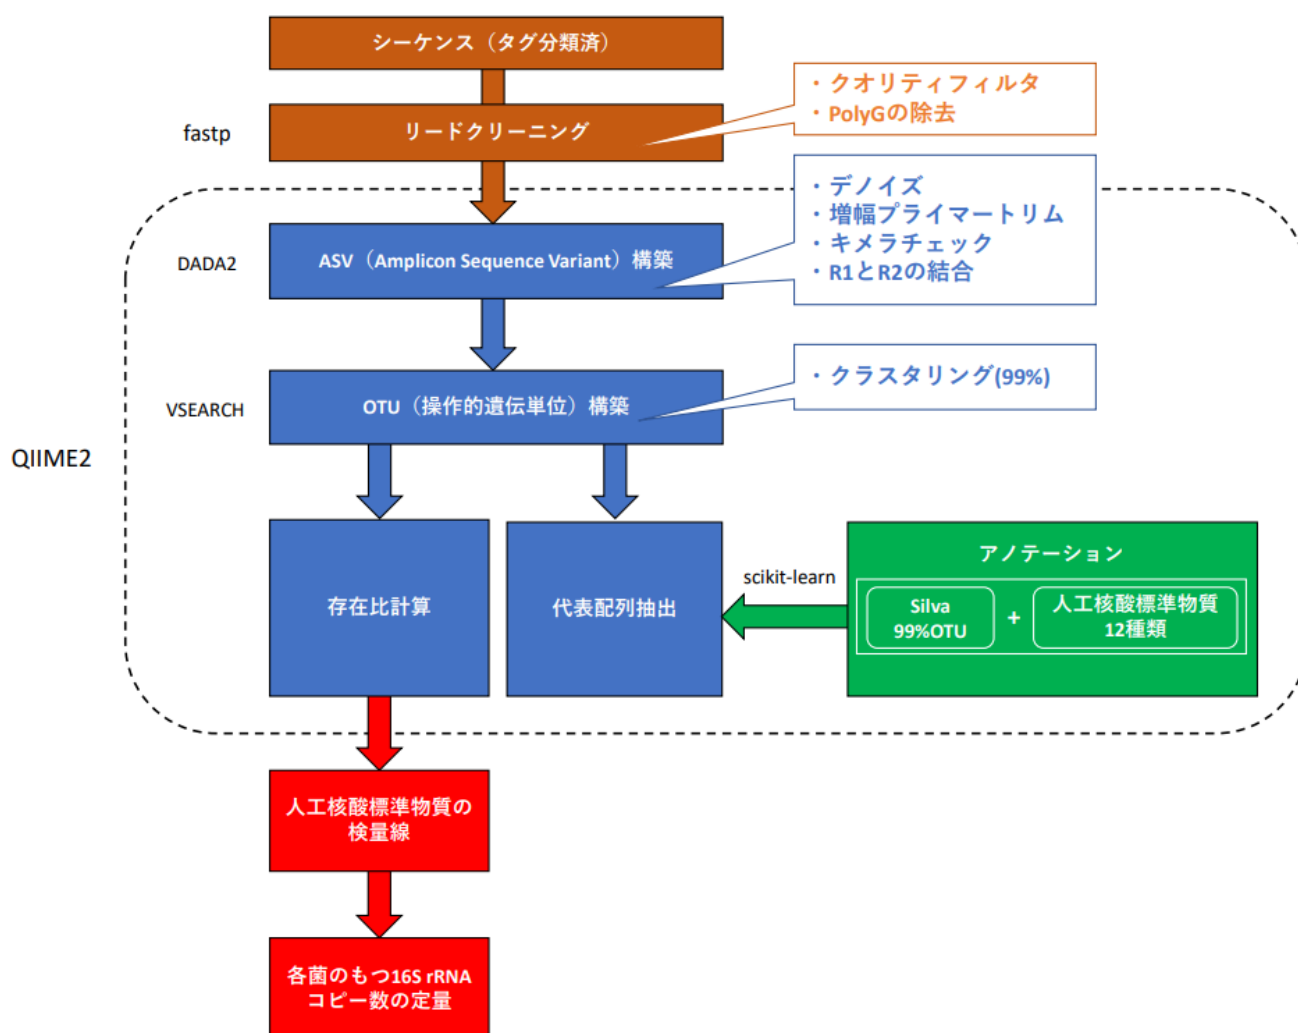 シーケンス（タグ分類済）
fastp
リードクリーニング
・クオリティフィルタ
・PolyGの除去
DADA2
ASV（Amplicon Sequence Variant）構築
・デノイズ
・増幅プライマートリム
・キメラチェック
・R1とR2の結合
VSEARCH
OTU（操作的遺伝単位）構築
・クラスタリング(99%)
QIIME2
存在比計算
代表配列抽出
scikit-learn
アノテーション
Silva
99%OTU
+
人工核酸標準物質
12種類
人工核酸標準物質の
検量線
各菌のもつ16S rRNA
コピー数の定量